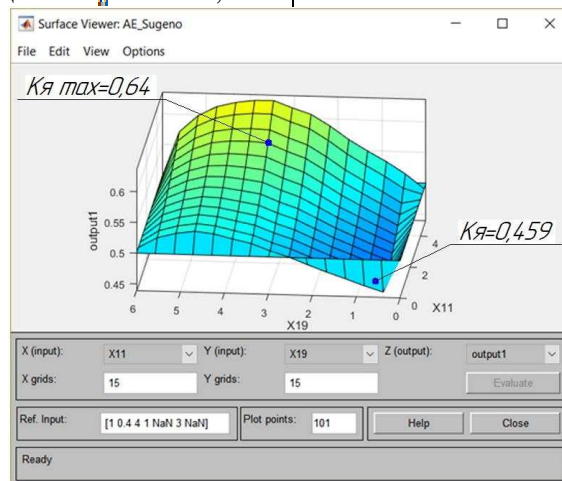 Surface Viewer: AE_Sugeno
File Edit View Options
Kя max=0,64
0.6
0.55
0.5
0.45
output1
6 5 4 3 2 1 0
X19
4
2
0
X11
Kя=0,459
X (input): X11 Y (input): X19 Z (output): output1
X grids: 15 Y grids: 15 Evaluate
Ref. Input: [1 0.4 4 1 NaN 3 NaN] Plot points: 101 Help Close
Ready